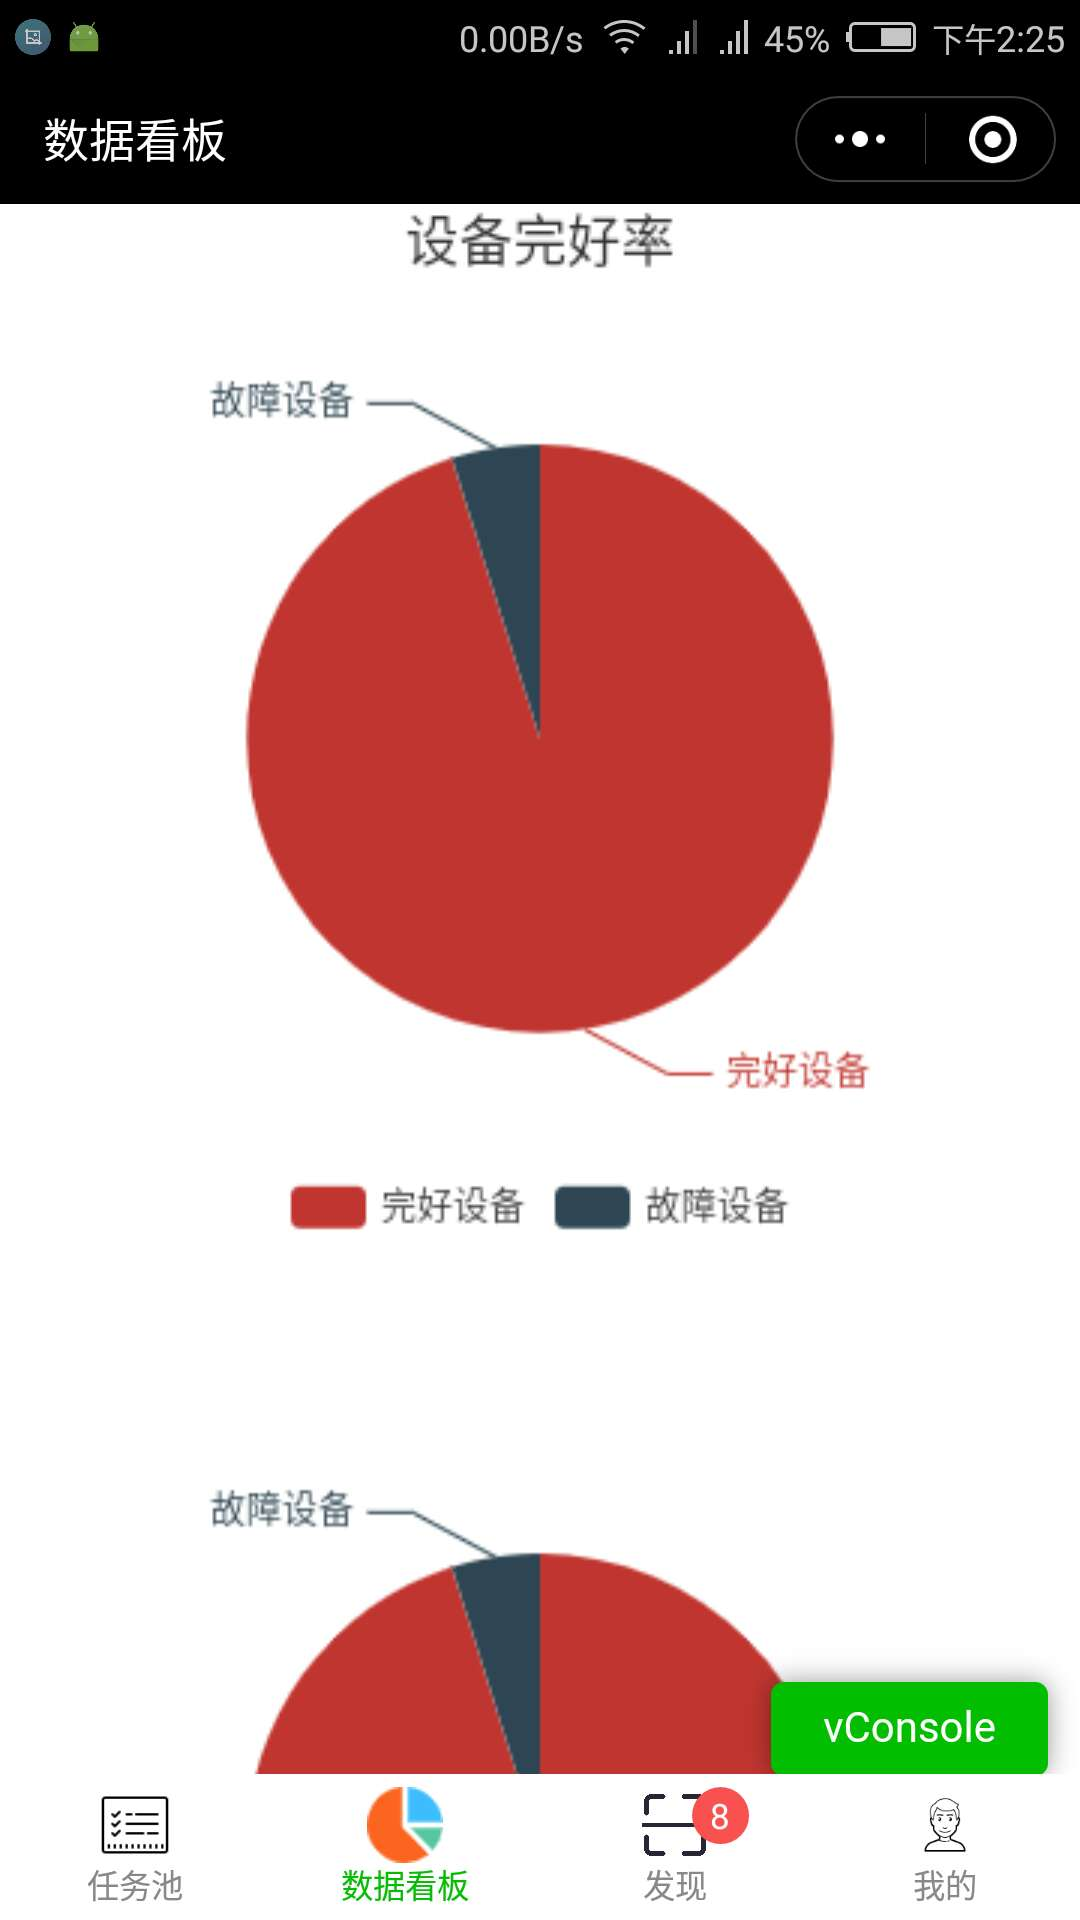 0.00B/s 45% 下午2:25
数据看板
设备完好率
故障设备
完好设备
完好设备 故障设备
故障设备
vConsole
8
任务池 数据看板 发现 我的